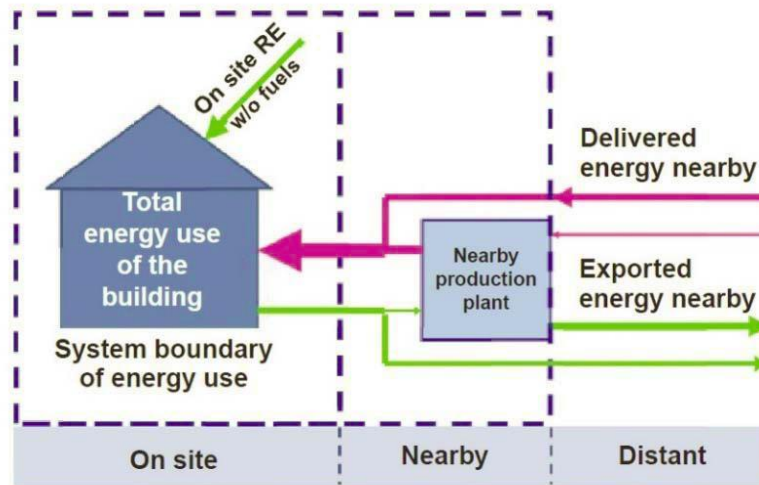 On site RE
w/o fuels
Total
energy use
of the
building
System boundary
of energy use
Nearby
production
plant
Delivered
energy nearby
Exported
energy nearby
On site
Nearby
Distant